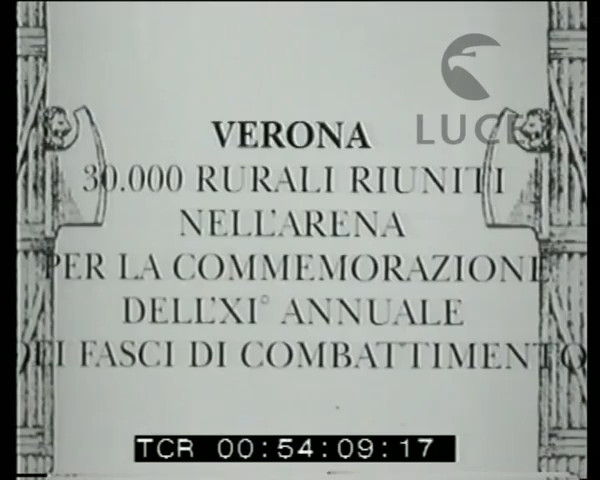 LUCE
VERONA
30.000 RURALI RIUNITI
NELL'ARENA
PER LA COMMEMORAZIONE
DELL'XI° ANNUALE
DEI FASCI DI COMBATTIMENTO
TCR 00:54:09:17